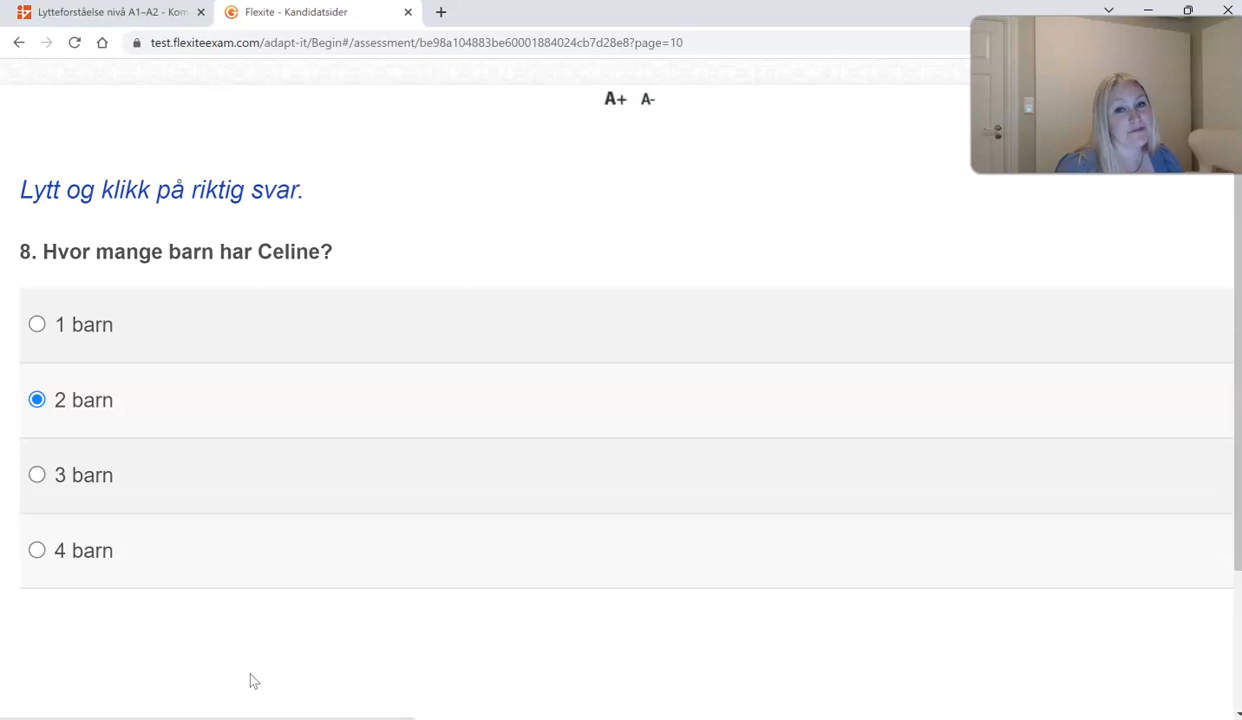 Lytteforståelse nivå A1–A2 - Kom
Flexite - Kandidatsider
test.flexiteexam.com/adapt-it/Begin#/assessment/be98a104883be60001884024cb7d28e8?page=10
A+ A-
Lytt og klikk på riktig svar.
8. Hvor mange barn har Celine?
1 barn
2 barn
3 barn
4 barn